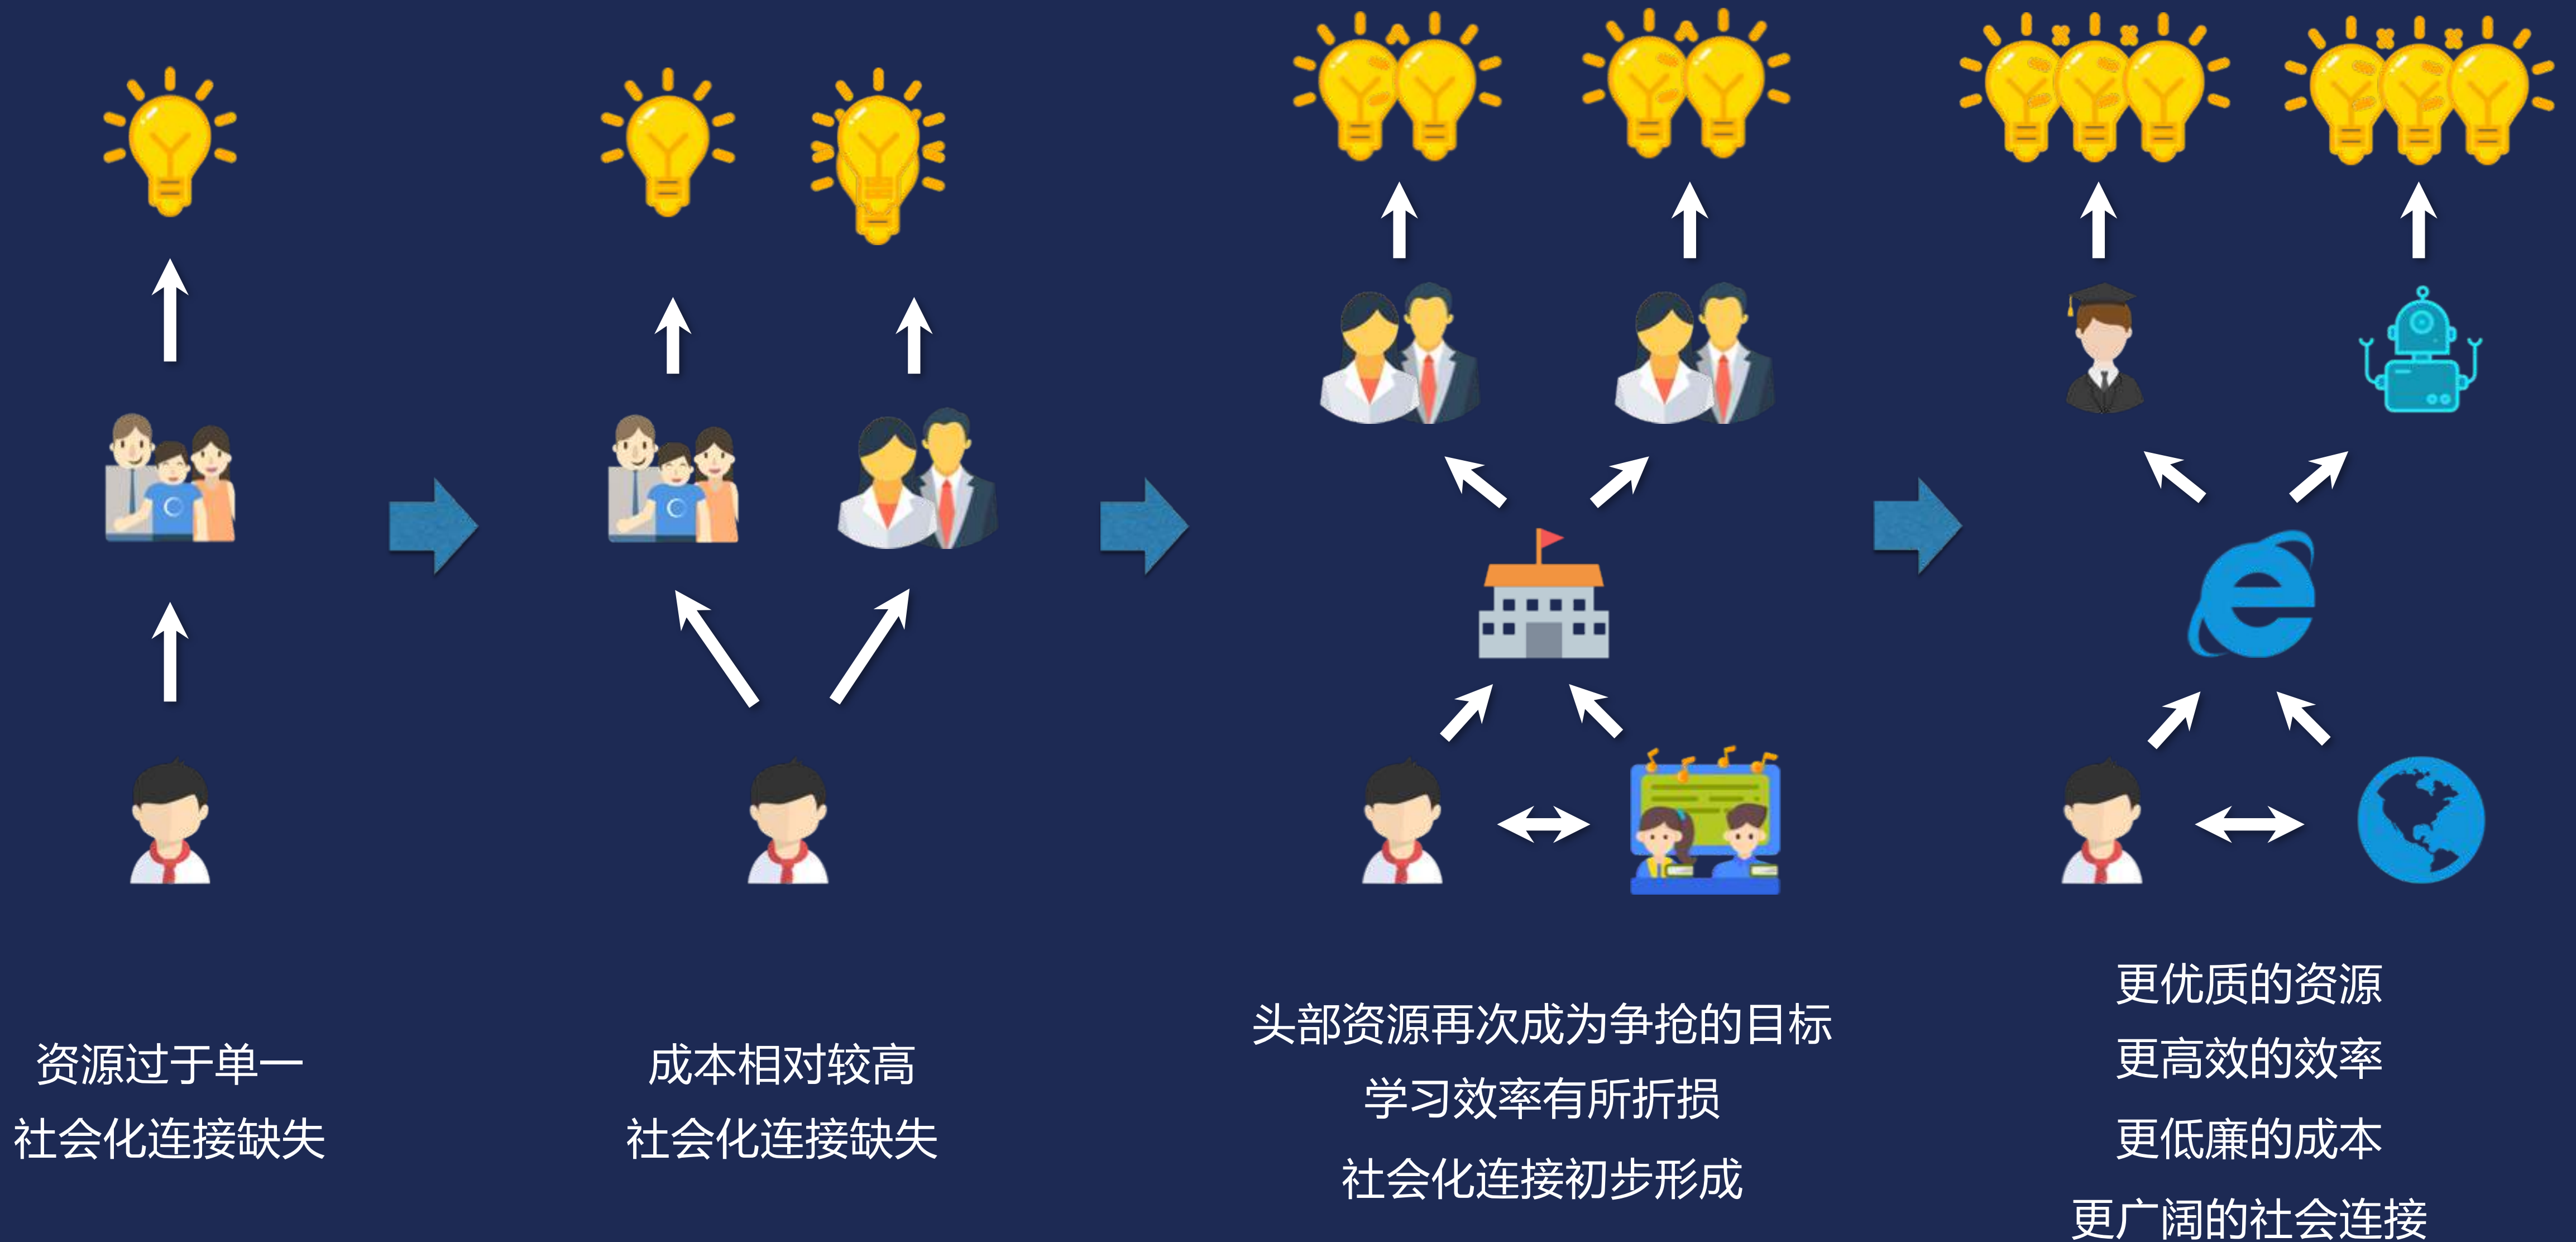 资源过于单一
社会化连接缺失
成本相对较高
社会化连接缺失
头部资源再次成为争抢的目标
学习效率有所折损
社会化连接初步形成
更优质的资源
更高效的效率
更低廉的成本
更广阔的社会连接